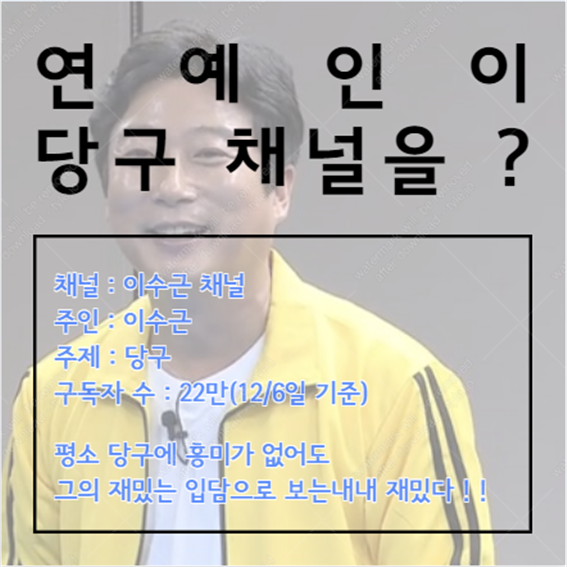 연예인이
당구 채널을 ?
채널 : 이수근 채널
주인 : 이수근
주제 : 당구
구독자 수 : 22만(12/6일 기준)
평소 당구에 흥미가 없어도
그의 재밌는 입담으로 보는내내 재밌다 ! !